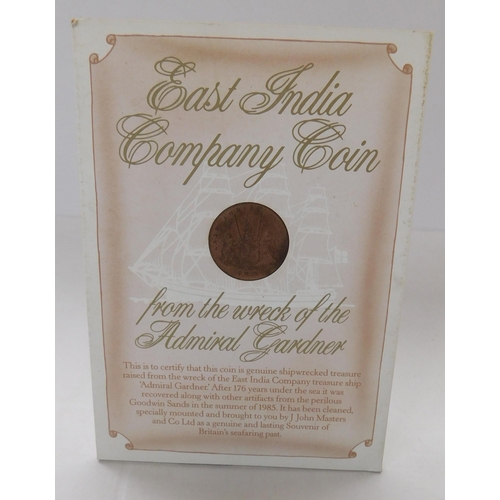 East India
Company Coin
from the wreck of the
Admiral Gardner
This is to certify that this coin is genuine shipwrecked treasure
raised from the wreck of the East India Company treasure ship
'Admiral Gardner.' After 176 years under the sea it was
recovered along with other artifacts from the perilous
Goodwin Sands in the summer of 1985. It has been cleaned,
specially mounted and brought to you by J John Masters
and Co Ltd as a genuine and lasting Souvenir of
Britain's seafaring past.